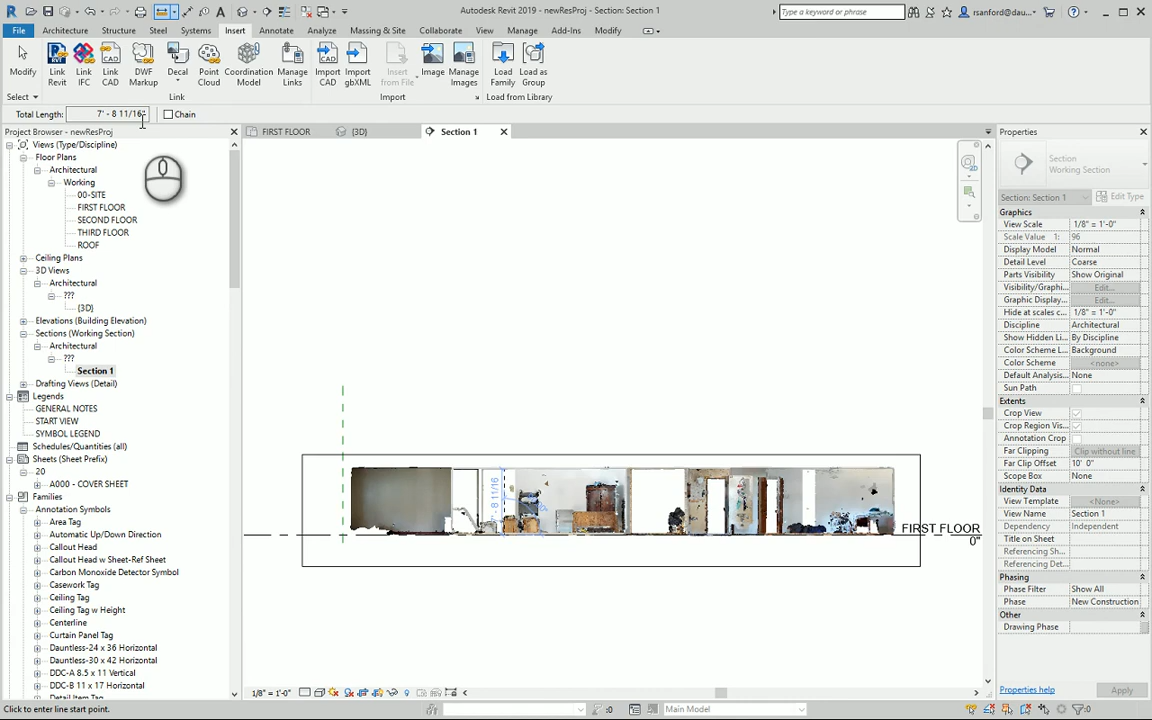 Autodesk Revit 2019 - newResProj - Section: Section 1
Type a keyword or phrase
rsanford@dau...
File Architecture Structure Steel Systems Insert Annotate Analyze Massing & Site Collaborate View Manage Add-Ins Modify
Modify
Link Revit
Link IFC
Link CAD
DWF Markup
Decal
Point Cloud
Coordination Model
Manage Links
Import CAD
Import gbXML
Insert from File
Image
Manage Images
Load Family
Load as Group
Select Link Import Load from Library
Total Length: 7' - 8 11/16" Chain
Project Browser - newResProj
Views (Type/Discipline)
Floor Plans
Architectural
Working
00-SITE
FIRST FLOOR
SECOND FLOOR
THIRD FLOOR
ROOF
Ceiling Plans
3D Views
Architectural
???
{3D}
Elevations (Building Elevation)
Sections (Working Section)
Architectural
???
Section 1
Drafting Views (Detail)
Legends
GENERAL NOTES
START VIEW
SYMBOL LEGEND
Schedules/Quantities (all)
Sheets (Sheet Prefix)
20
A000 - COVER SHEET
Families
Annotation Symbols
Area Tag
Automatic Up/Down Direction
Callout Head
Callout Head w Sheet-Ref Sheet
Carbon Monoxide Detector Symbol
Casework Tag
Ceiling Tag
Ceiling Tag w Height
Centerline
Curtain Panel Tag
Dauntless-24 x 36 Horizontal
Dauntless-30 x 42 Horizontal
DDC-A 8.5 x 11 Vertical
DDC-B 11 x 17 Horizontal
Detail Item Tag
FIRST FLOOR {3D} Section 1
8 11/16
FIRST FLOOR
0"
Properties
Section
Working Section
Section: Section 1 Edit Type
Graphics
View Scale 1/8" = 1'-0"
Scale Value 1: 96
Display Model Normal
Detail Level Coarse
Parts Visibility Show Original
Visibility/Graphi... Edit...
Graphic Display... Edit...
Hide at scales c... 1/8" = 1'-0"
Discipline Architectural
Show Hidden Li... By Discipline
Color Scheme L... Background
Color Scheme <none>
Default Analysis... None
Sun Path
Extents
Crop View
Crop Region Vis...
Annotation Crop
Far Clipping Clip without line
Far Clip Offset 10' 0"
Scope Box None
Identity Data
View Template <None>
View Name Section 1
Dependency Independent
Title on Sheet
Referencing Sh...
Referencing Det...
Phasing
Phase Filter Show All
Phase New Construction
Other
Drawing Phase
Properties help Apply
1/8" = 1'-0"
Click to enter line start point. :0 Main Model :0